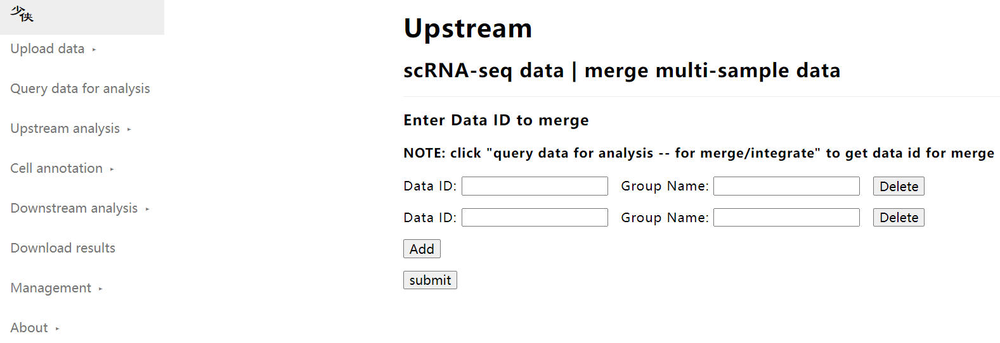 少侠
Upload data ▸
Query data for analysis
Upstream analysis ▸
Cell annotation ▸
Downstream analysis ▸
Download results
Management ▸
About ▸
Upstream
scRNA-seq data | merge multi-sample data
Enter Data ID to merge
NOTE: click "query data for analysis -- for merge/integrate" to get data id for merge
Data ID: Group Name: Delete
Data ID: Group Name: Delete
Add
submit